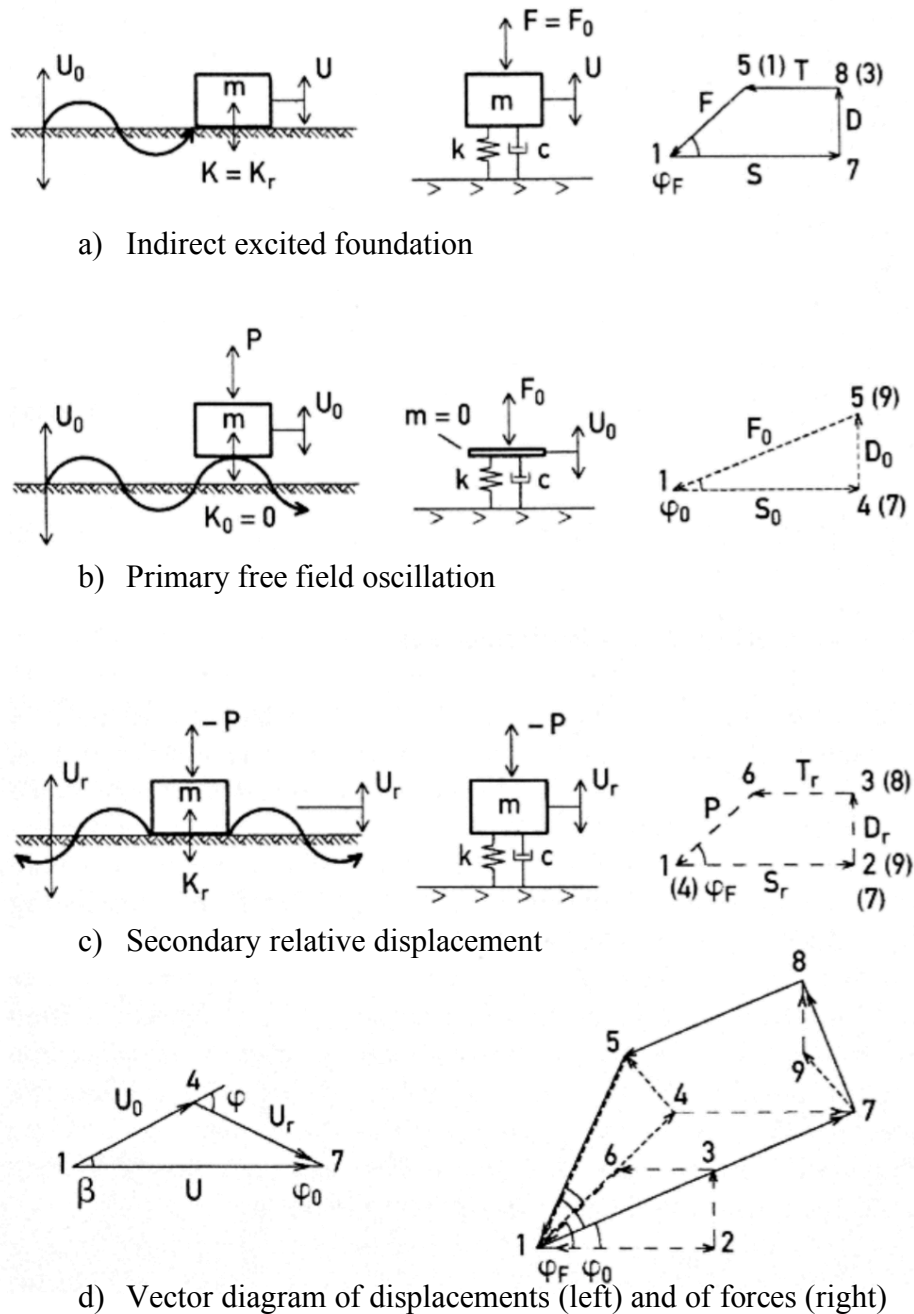 U₀ m U K = Kᵣ
F = F₀ m U k c
5 (1) T 8 (3) F D 1 φF S 7
a) Indirect excited foundation
P U₀ m U₀ K₀ = 0
F₀ m = 0 U₀ k c
5 (9) F₀ D₀ 1 φ₀ S₀ 4 (7)
b) Primary free field oscillation
– P Uᵣ m Uᵣ Kᵣ
– P m Uᵣ k c
6 Tᵣ 3 (8) P Dᵣ 1 (4) φF Sᵣ 2 (9) (7)
c) Secondary relative displacement
4 U₀ φ Uᵣ 1 β U 7 φ₀
8 5 4 9 7 6 3 1 φF φ₀ 2
d) Vector diagram of displacements (left) and of forces (right)